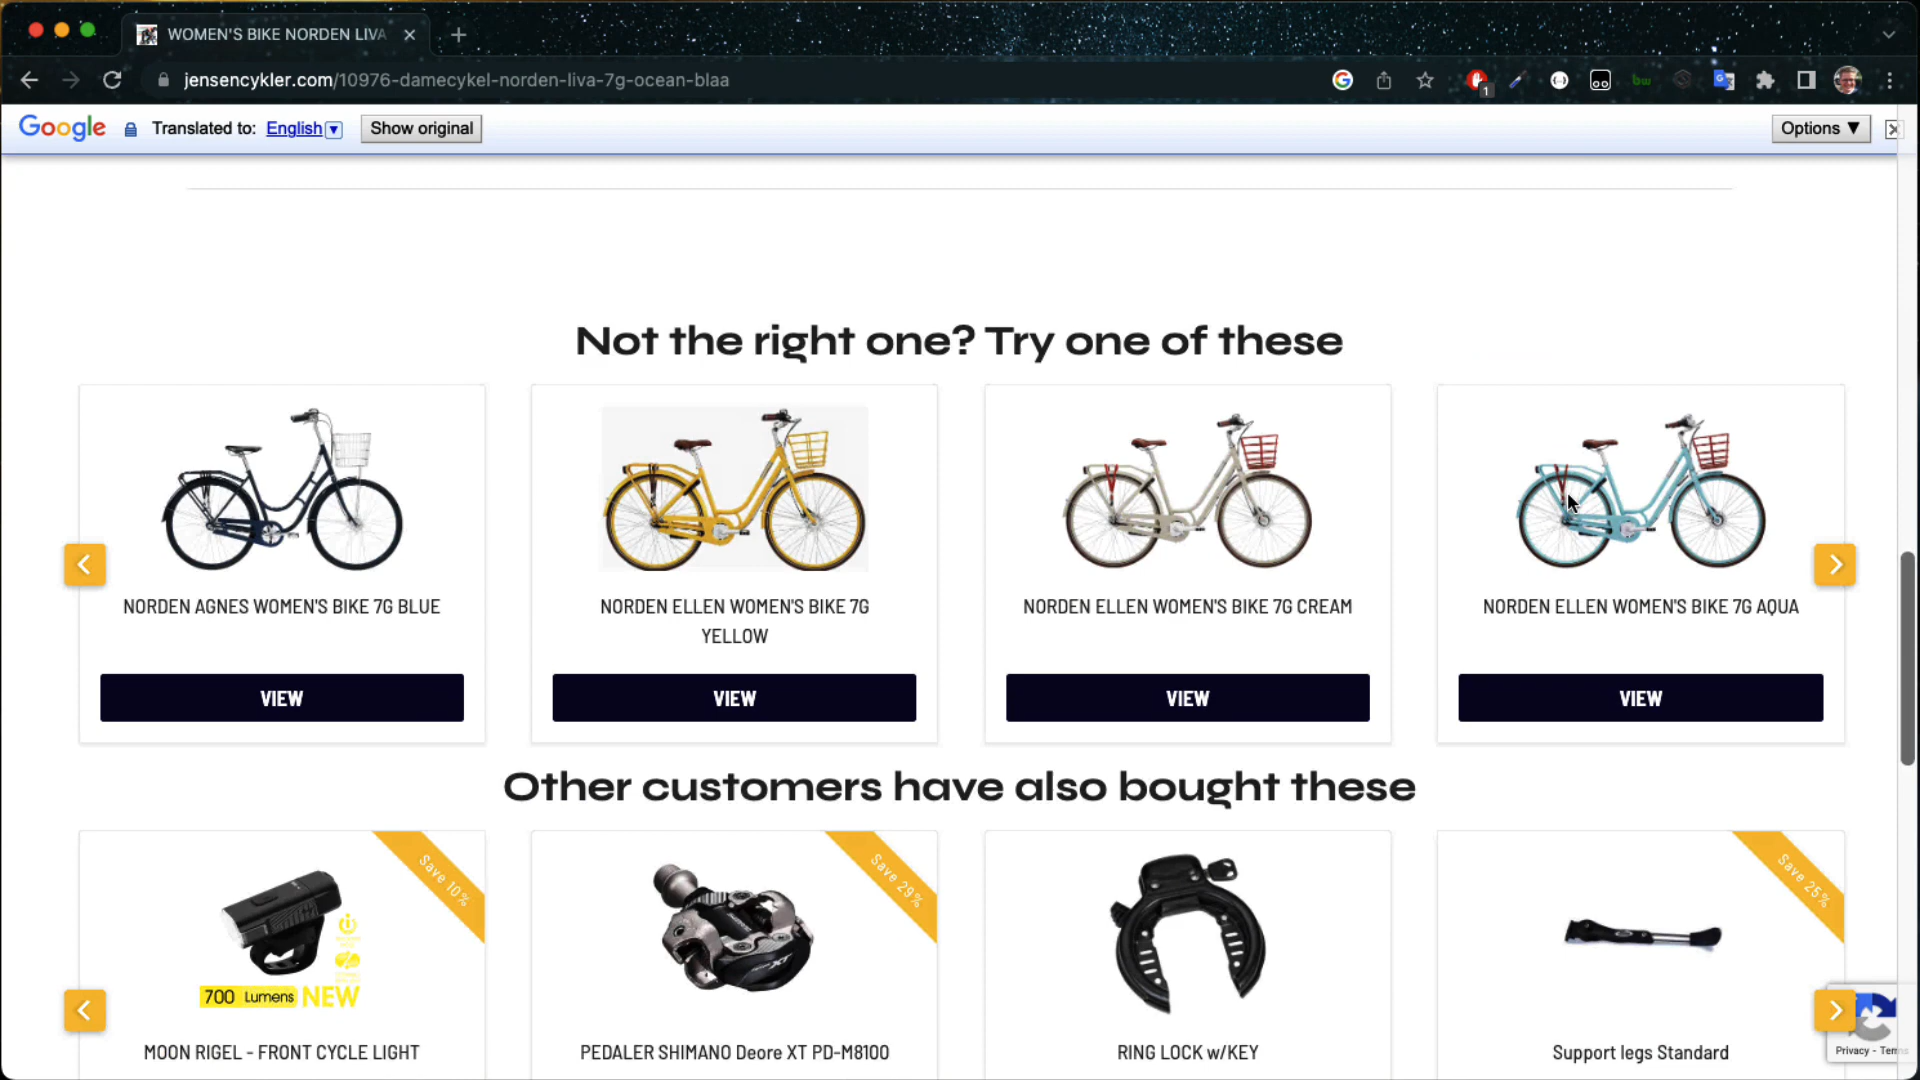 WOMEN'S BIKE NORDEN LIVA
jensencykler.com/10976-damecykel-norden-liva-7g-ocean-blaa
1
bw
Google Translated to: English Show original
Options ▼
Not the right one? Try one of these
NORDEN AGNES WOMEN'S BIKE 7G BLUE
NORDEN ELLEN WOMEN'S BIKE 7G
YELLOW
NORDEN ELLEN WOMEN'S BIKE 7G CREAM
NORDEN ELLEN WOMEN'S BIKE 7G AQUA
VIEW
VIEW
VIEW
VIEW
Other customers have also bought these
Save 10%
700 Lumens NEW
Save 29%
XT
Save 25%
MOON RIGEL - FRONT CYCLE LIGHT
PEDALER SHIMANO Deore XT PD-M8100
RING LOCK w/KEY
Support legs Standard
Privacy - Terms